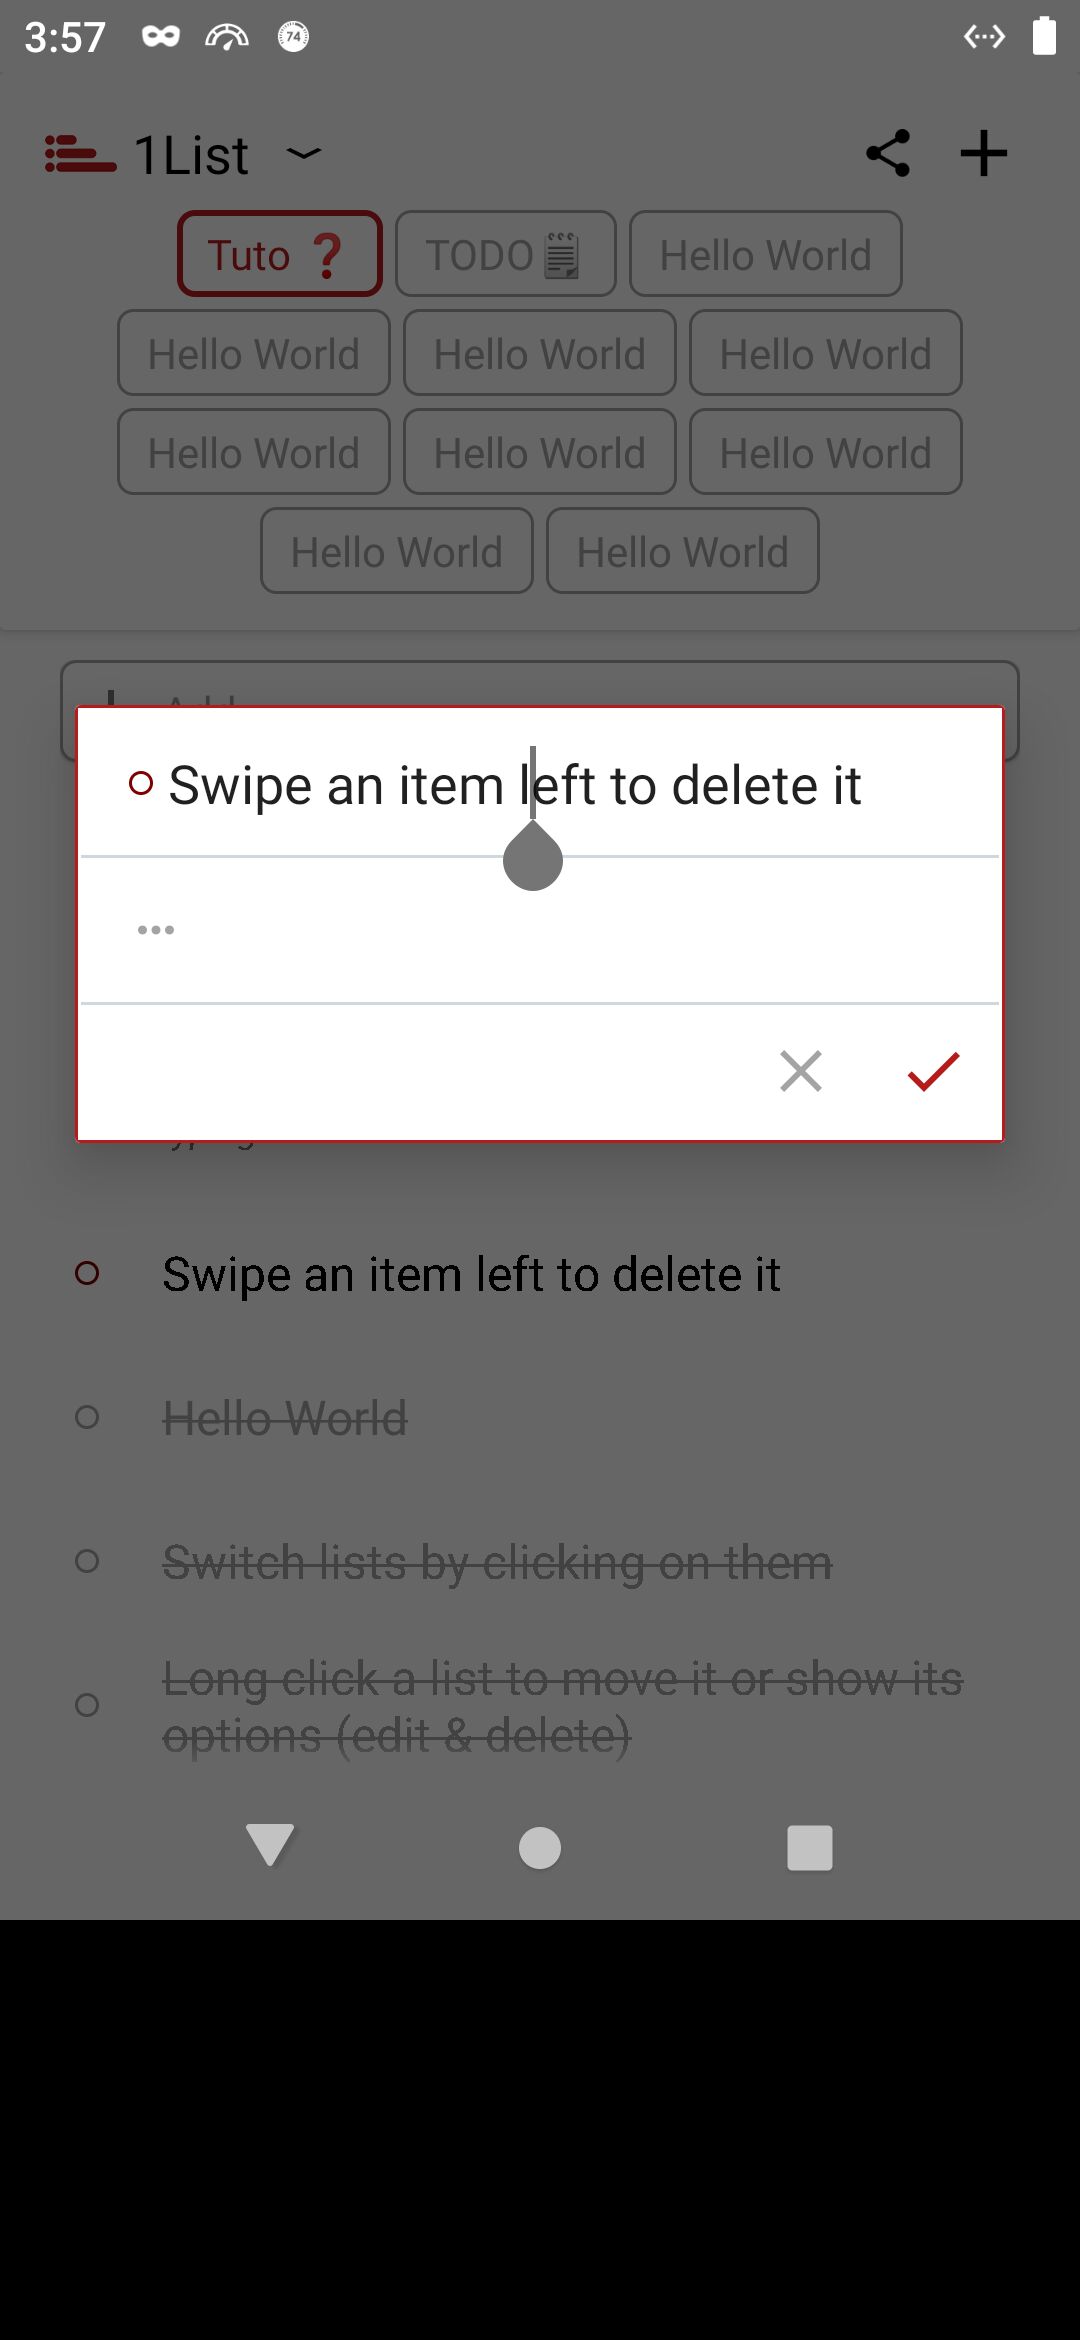 3:57
74
1List
Tuto ❓ TODO🗒 Hello World
Hello World Hello World Hello World
Hello World Hello World Hello World
Hello World Hello World
Swipe an item left to delete it
...
Swipe an item left to delete it
Hello World
Switch lists by clicking on them
Long click a list to move it or show its
options (edit & delete)